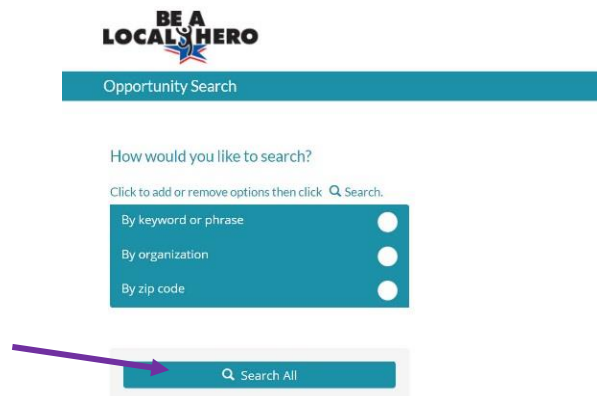 BE A
LOCAL HERO
Opportunity Search
How would you like to search?
Click to add or remove options then click Search.
By keyword or phrase
By organization
By zip code
Search All